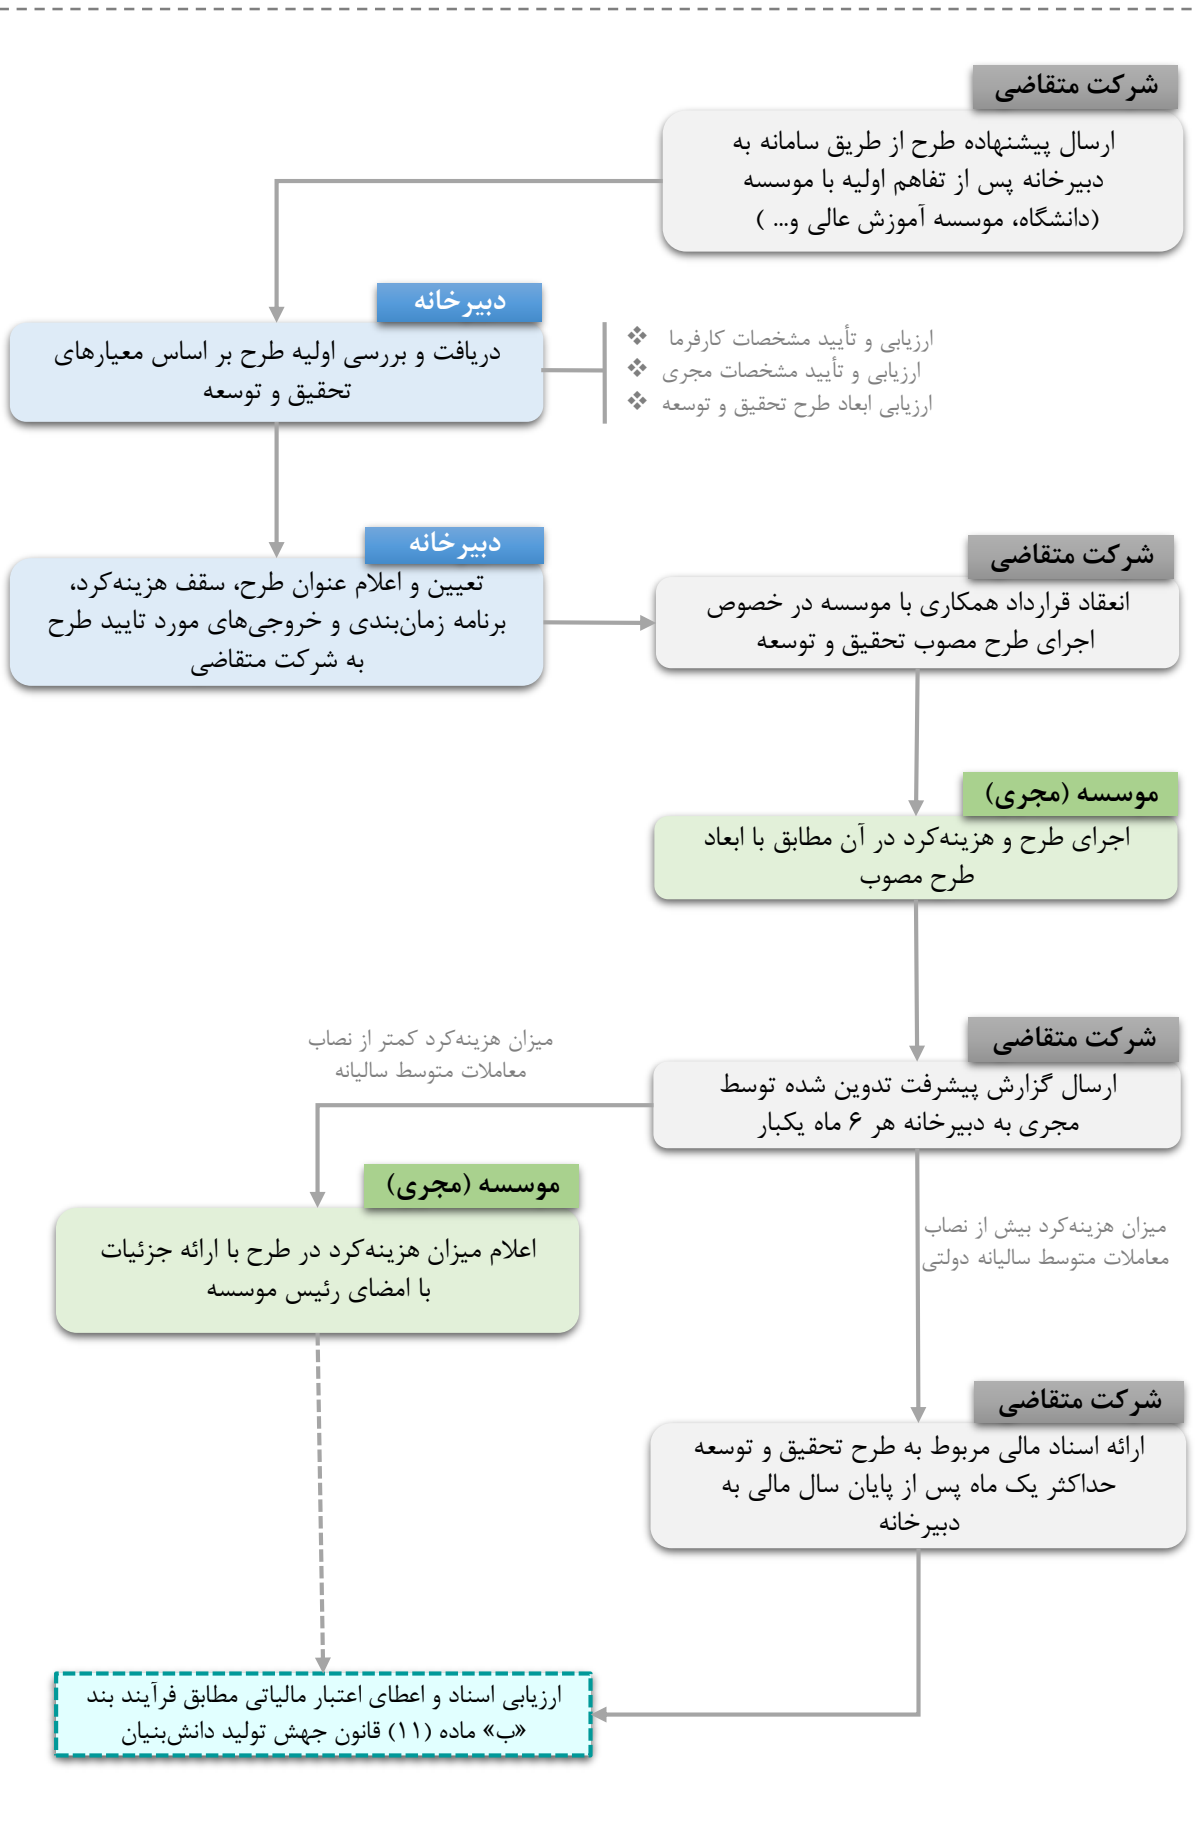 شرکت متقاضی
ارسال پیشنهاده طرح از طریق سامانه به
دبیرخانه پس از تفاهم اولیه با موسسه
(دانشگاه، موسسه آموزش عالی و... )
دبیرخانه
دریافت و بررسی اولیه طرح بر اساس معیارهای
تحقیق و توسعه
❖ ارزیابی و تأیید مشخصات کارفرما
❖ ارزیابی و تأیید مشخصات مجری
❖ ارزیابی ابعاد طرح تحقیق و توسعه
دبیرخانه
تعیین و اعلام عنوان طرح، سقف هزینه‌کرد،
برنامه زمان‌بندی و خروجی‌های مورد تایید طرح
به شرکت متقاضی
شرکت متقاضی
انعقاد قرارداد همکاری با موسسه در خصوص
اجرای طرح مصوب تحقیق و توسعه
موسسه (مجری)
اجرای طرح و هزینه‌کرد در آن مطابق با ابعاد
طرح مصوب
شرکت متقاضی
ارسال گزارش پیشرفت تدوین شده توسط
مجری به دبیرخانه هر ۶ ماه یکبار
میزان هزینه‌کرد کمتر از نصاب
معاملات متوسط سالیانه
موسسه (مجری)
اعلام میزان هزینه‌کرد در طرح با ارائه جزئیات
با امضای رئیس موسسه
میزان هزینه‌کرد بیش از نصاب
معاملات متوسط سالیانه دولتی
شرکت متقاضی
ارائه اسناد مالی مربوط به طرح تحقیق و توسعه
حداکثر یک ماه پس از پایان سال مالی به
دبیرخانه
ارزیابی اسناد و اعطای اعتبار مالیاتی مطابق فرآیند بند
«ب» ماده (۱۱) قانون جهش تولید دانش‌بنیان